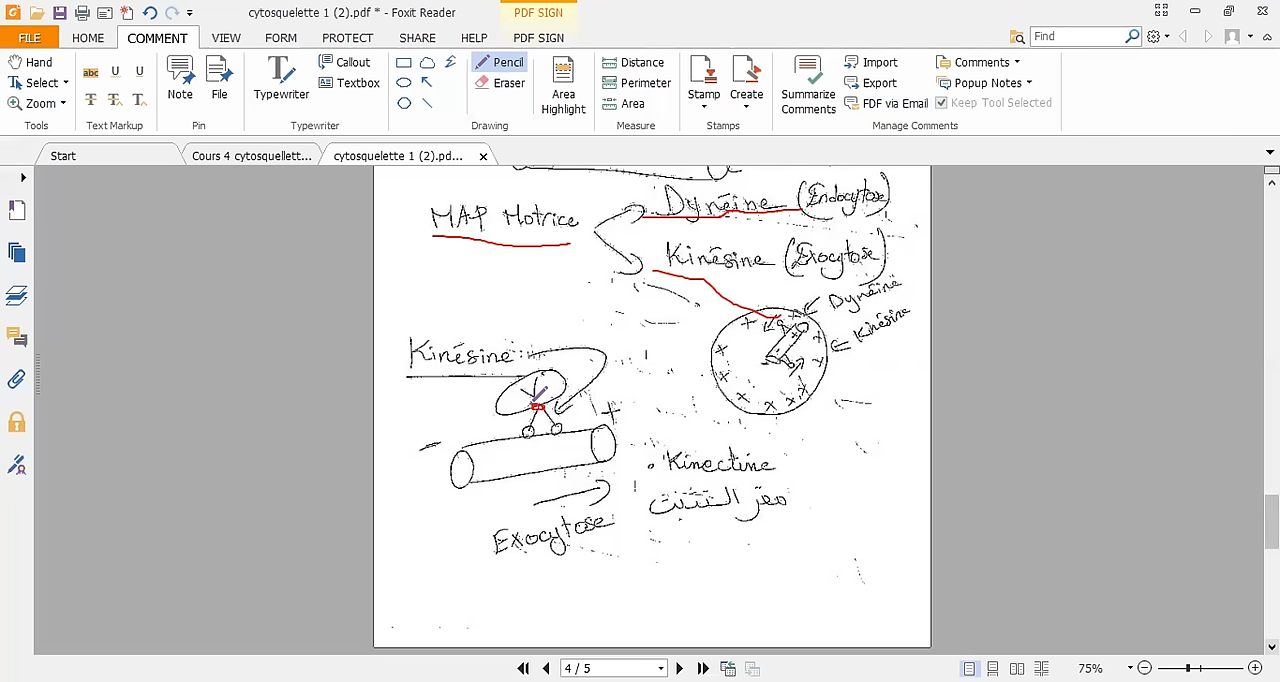 cytosquelette 1 (2).pdf * - Foxit Reader
PDF SIGN
FILE HOME COMMENT VIEW FORM PROTECT SHARE HELP PDF SIGN
Find
Hand
Select
Zoom
Tools
abc U U
T T T
Text Markup
Note
File
Pin
Typewriter
Callout
Textbox
Typewriter
Pencil
Eraser
Drawing
Area Highlight
Distance
Perimeter
Area
Measure
Stamp
Create
Stamps
Summarize Comments
Import
Export
FDF via Email
Comments
Popup Notes
Keep Tool Selected
Manage Comments
Start
Cours 4 cytosquellett...
cytosquelette 1 (2).pd...
MAP Motrice
Dynéine (Endocytose)
Kinésine (Exocytose)
Dynéine
Kinésine
Kinésine :
V
+
-
Exocytose
• Kinectine
مقر التثبت
4 / 5
75%